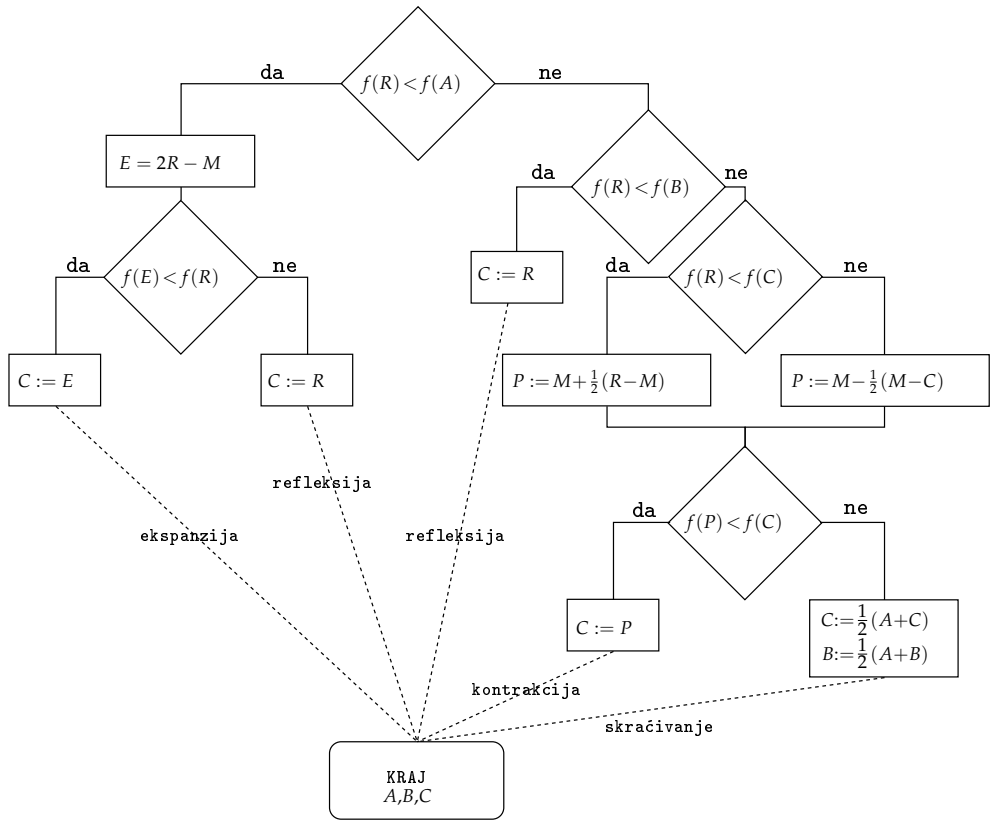 f(R)<f(A)
da
ne
E = 2R − M
f(R)<f(B)
da
ne
f(E)<f(R)
da
ne
C := R
f(R)<f(C)
da
ne
C := E
C := R
P := M+½(R−M)
P := M−½(M−C)
refleksija
ekspanzija
refleksija
f(P)<f(C)
da
ne
C := P
C:=½(A+C)
B:=½(A+B)
kontrakcija
skraćivanje
KRAJ
A,B,C